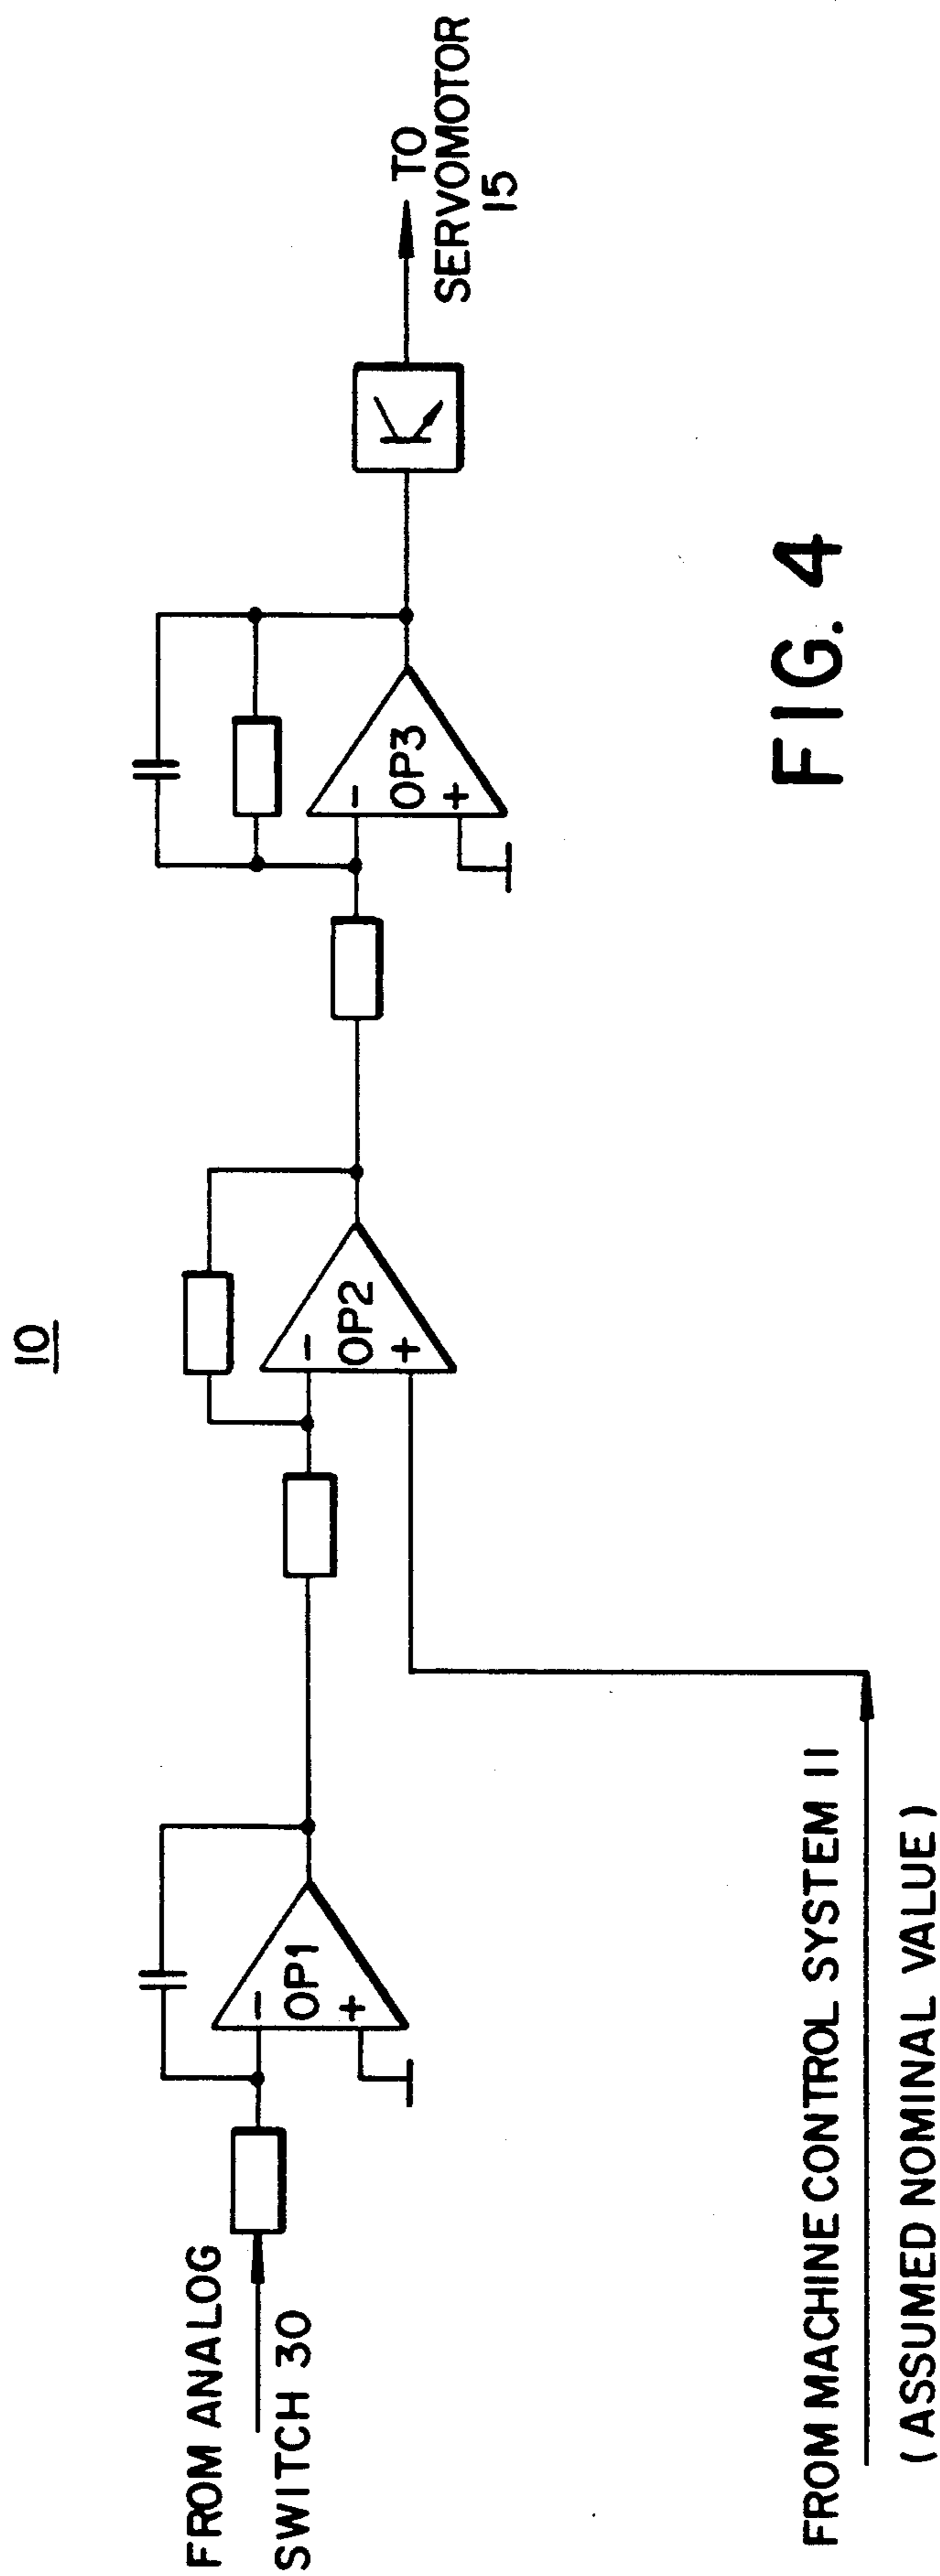 10
FROM ANALOG
SWITCH 30
-
OP1
+
-
OP2
+
-
OP3
+
TO
SERVOMOTOR
15
FROM MACHINE CONTROL SYSTEM 11
(ASSUMED NOMINAL VALUE)
FIG. 4